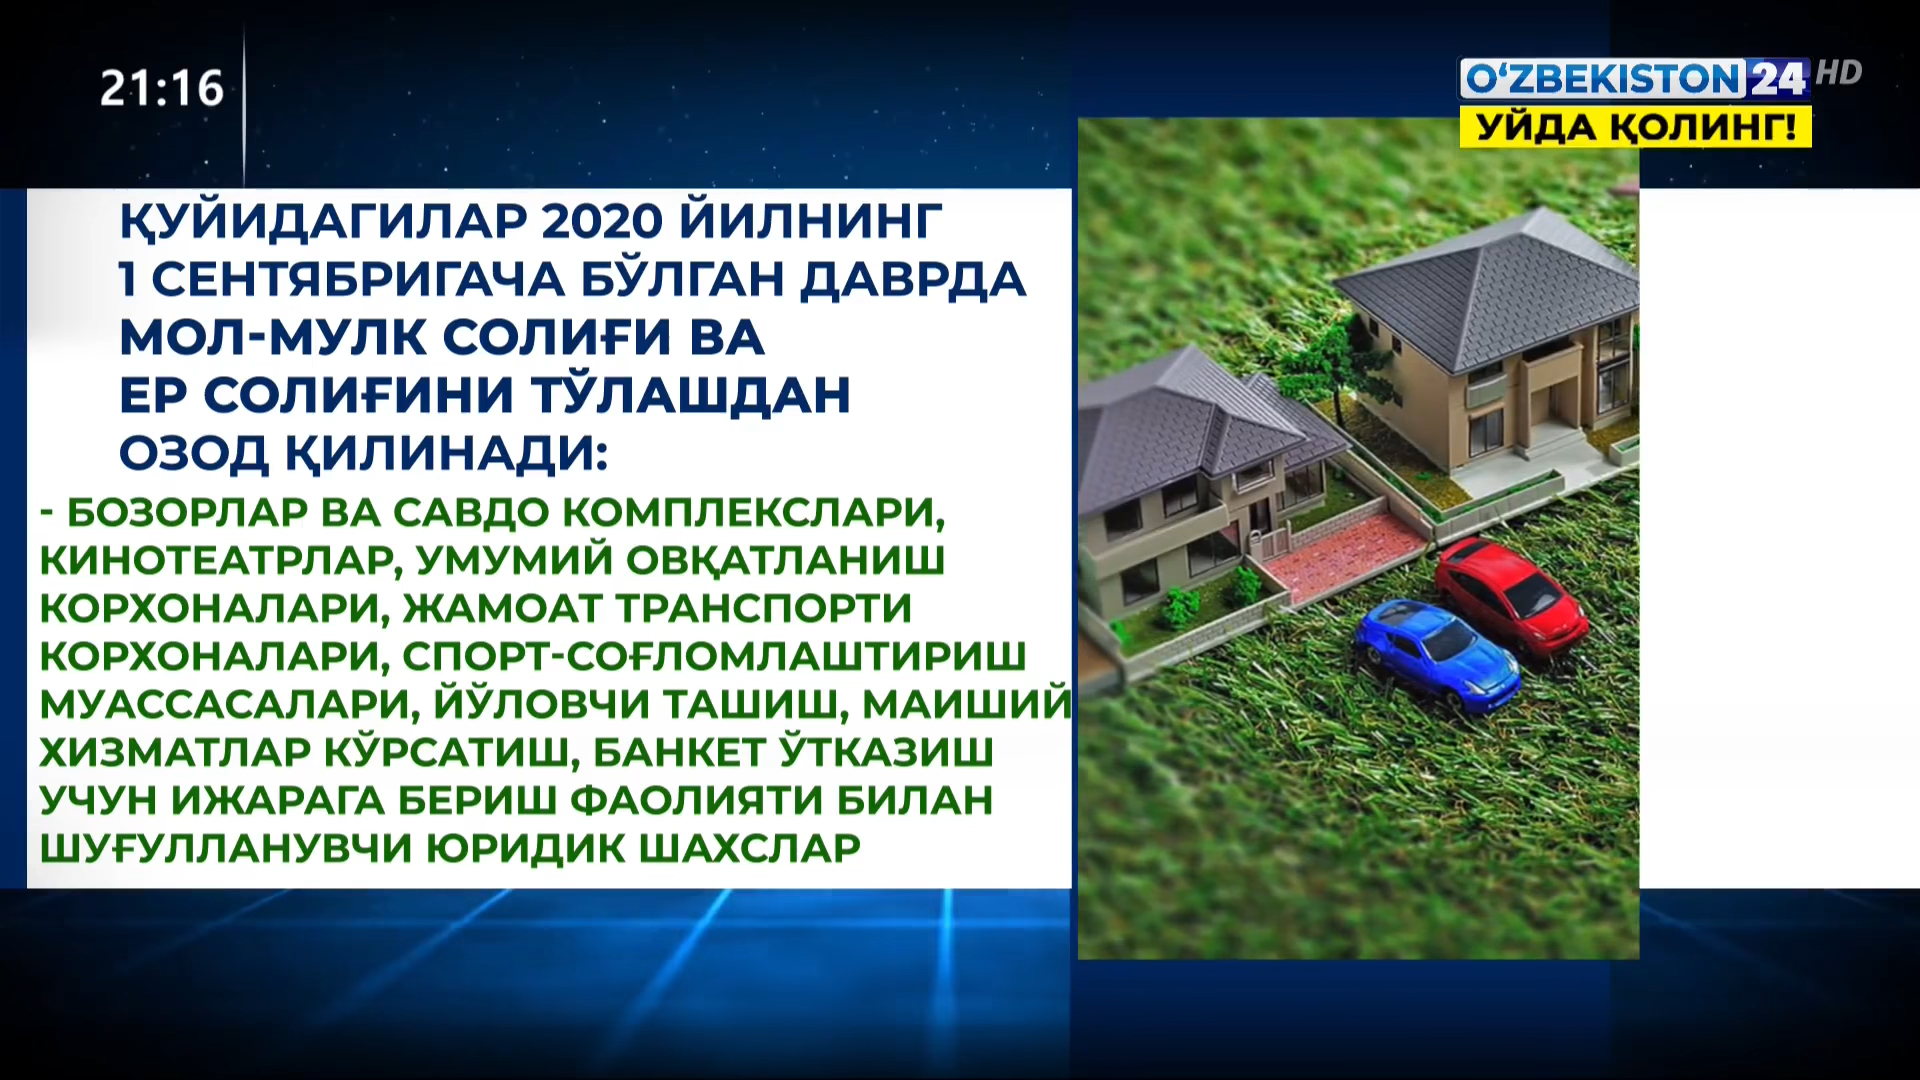 21:16
O‘ZBEKISTON 24 HD
УЙДА ҚОЛИНГ!
ҚУЙИДАГИЛАР 2020 ЙИЛНИНГ
1 СЕНТЯБРИГАЧА БЎЛГАН ДАВРДА
МОЛ-МУЛК СОЛИҒИ ВА
ЕР СОЛИҒИНИ ТЎЛАШДАН
ОЗОД ҚИЛИНАДИ:
- БОЗОРЛАР ВА САВДО КОМПЛЕКСЛАРИ,
КИНОТЕАТРЛАР, УМУМИЙ ОВҚАТЛАНИШ
КОРХОНАЛАРИ, ЖАМОАТ ТРАНСПОРТИ
КОРХОНАЛАРИ, СПОРТ-СОҒЛОМЛАШТИРИШ
МУАССАСАЛАРИ, ЙЎЛОВЧИ ТАШИШ, МАИШИЙ
ХИЗМАТЛАР КЎРСАТИШ, БАНКЕТ ЎТКАЗИШ
УЧУН ИЖАРАГА БЕРИШ ФАОЛИЯТИ БИЛАН
ШУҒУЛЛАНУВЧИ ЮРИДИК ШАХСЛАР